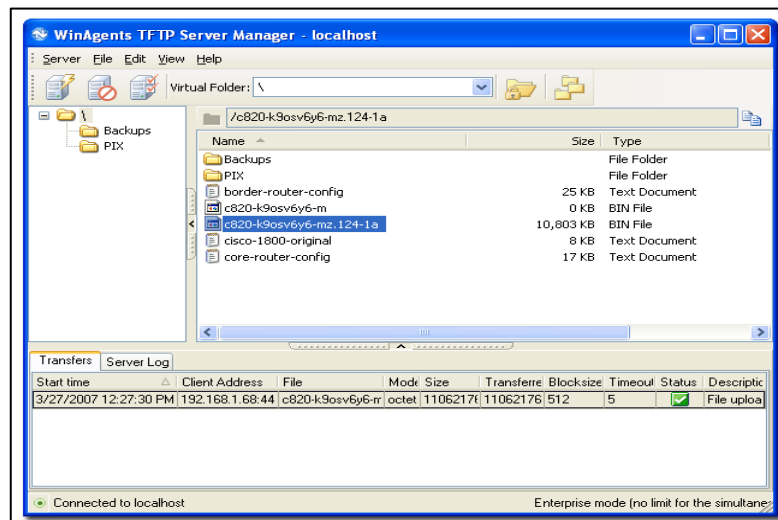 WinAgents TFTP Server Manager - localhost
Server File Edit View Help
Virtual Folder: \
\
Backups
PIX
/c820-k9osv6y6-mz.124-1a
Name Size Type
Backups File Folder
PIX File Folder
border-router-config 25 KB Text Document
c820-k9osv6y6-m 0 KB BIN File
c820-k9osv6y6-mz.124-1a 10,803 KB BIN File
cisco-1800-original 8 KB Text Document
core-router-config 17 KB Text Document
Transfers Server Log
Start time Client Address File Mode Size Transferre Blocksize Timeout Status Descriptic
3/27/2007 12:27:30 PM 192.168.1.68:44 c820-k9osv6y6-m octet 11062176 11062176 512 5 File uploa
Connected to localhost Enterprise mode (no limit for the simultane